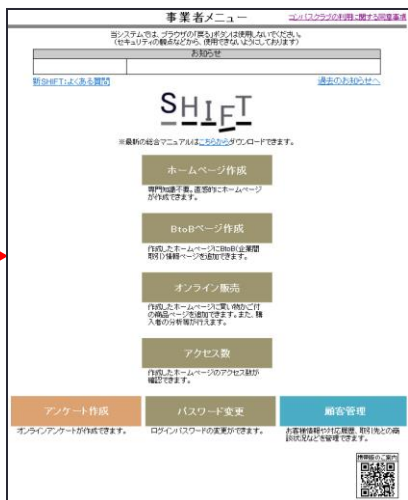 事業者メニュー
コンパスクラブの利用に関する同意事項
当システムでは、ブラウザの「戻る」ボタンは使用しないでください。
(セキュリティの観点などから、使用できないようにしております)
お知らせ
新SHIFT:よくある質問
過去のお知らせへ
SHIFT
※最新の総合マニュアルはこちらからダウンロードできます。
ホームページ作成
専門知識不要。直感的にホームページ
が作成できます。
BtoBページ作成
作成したホームページにBtoB(企業間
取引)情報ページを追加できます。
オンライン販売
作成したホームページに買い物かご付
の商品ページを追加できます。また、購
入者の分析等が行えます。
アクセス数
作成したホームページのアクセス数が
確認できます。
アンケート作成
パスワード変更
顧客管理
オンラインアンケートが作成できます。
ログインパスワードの変更ができます。
お客様情報や対応履歴、取引先との商
談状況などを管理できます。
携帯版のご案内